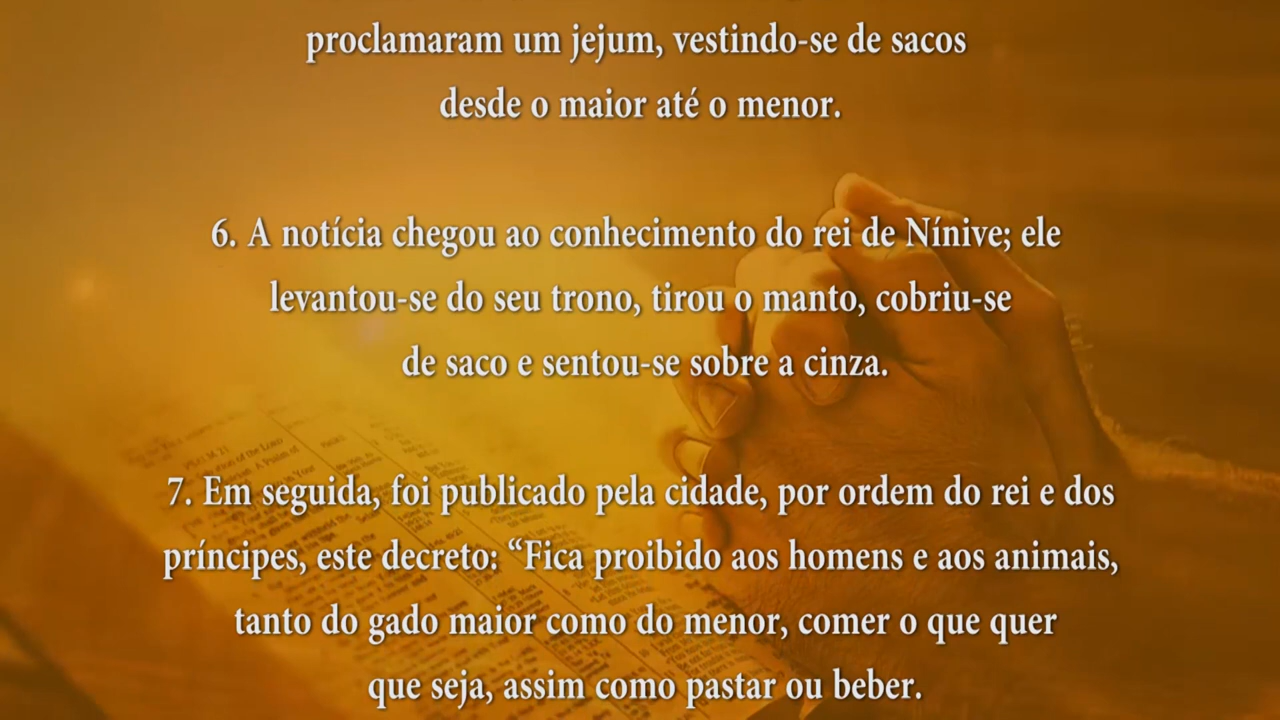 proclamaram um jejum, vestindo-se de sacos
desde o maior até o menor.
6. A notícia chegou ao conhecimento do rei de Nínive; ele
levantou-se do seu trono, tirou o manto, cobriu-se
de saco e sentou-se sobre a cinza.
7. Em seguida, foi publicado pela cidade, por ordem do rei e dos
príncipes, este decreto: “Fica proibido aos homens e aos animais,
tanto do gado maior como do menor, comer o que quer
que seja, assim como pastar ou beber.